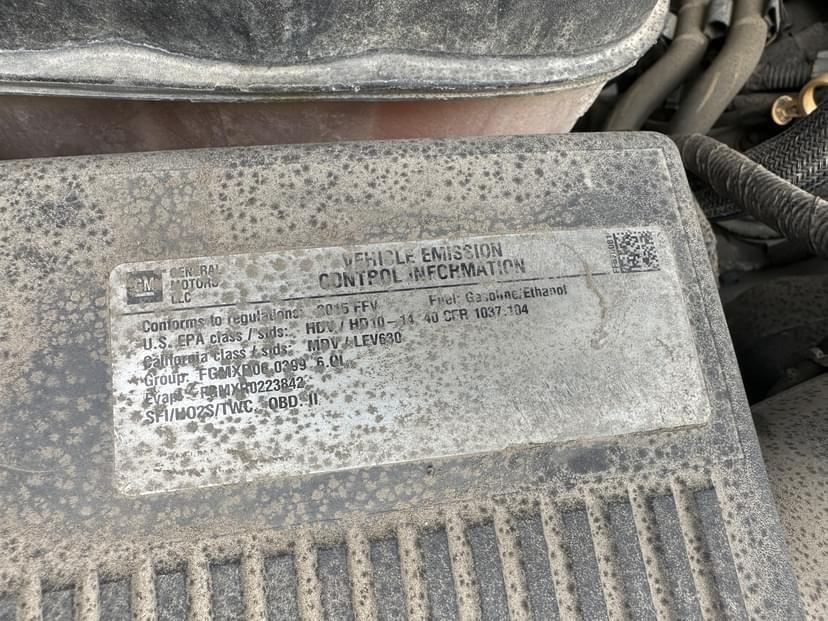 GM
GENERAL
MOTORS
LLC
VEHICLE EMISSION
CONTROL INFORMATION
Conforms to regulations: 2015 FFV Fuel: Gasoline/Ethanol
U.S. EPA class / stds: HDV / HD10-14, 40 CFR 1037.104
California class / stds: MDV / LEV630
Group: 6.0L
Evap: FGMXR0223842
SFI/HO2S/TWC OBD II